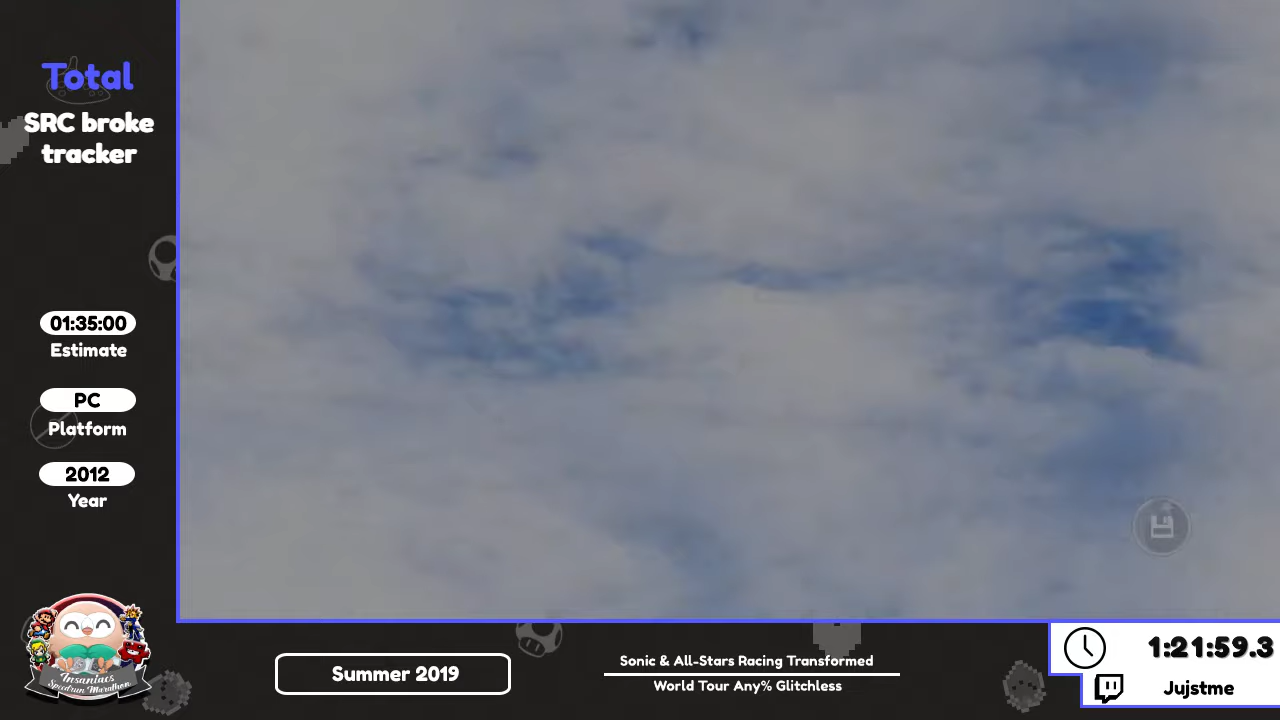 Total
SRC broke
tracker
01:35:00
Estimate
PC
Platform
2012
Year
Insaniacs
Speedrun Marathon
Summer 2019
Sonic & All-Stars Racing Transformed
World Tour Any% Glitchless
1:21:59.3
Jujstme